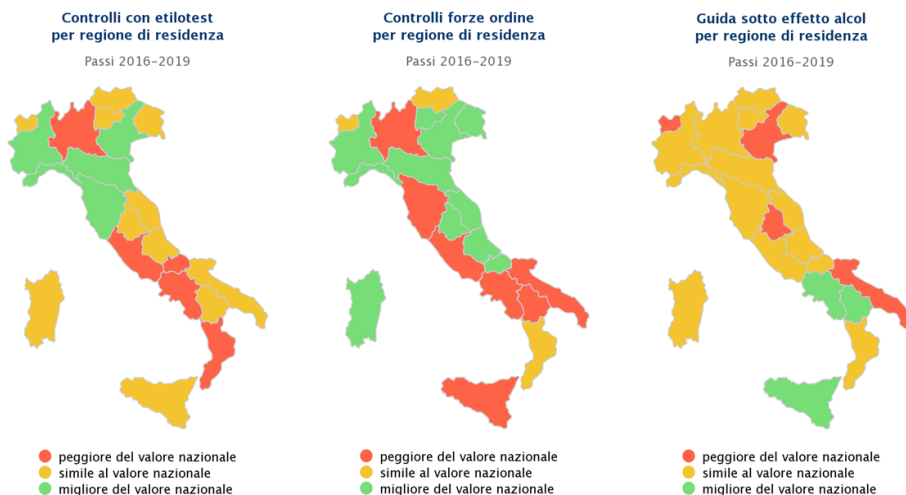 Controlli con etilotest
per regione di residenza
Passi 2016-2019
peggiore del valore nazionale
simile al valore nazionale
migliore del valore nazionale
Controlli forze ordine
per regione di residenza
Passi 2016-2019
peggiore del valore nazionale
simile al valore nazionale
migliore del valore nazionale
Guida sotto effetto alcol
per regione di residenza
Passi 2016-2019
peggiore del valore nazionale
simile al valore nazionale
migliore del valore nazionale